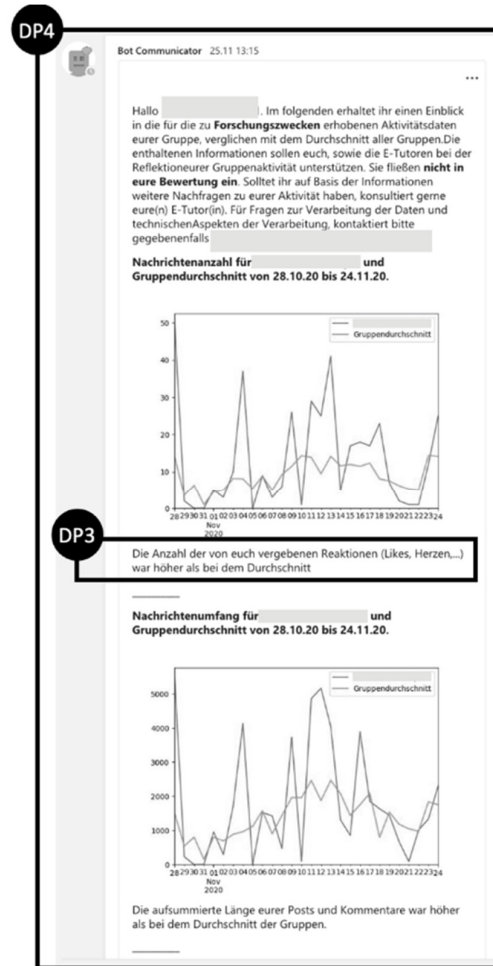 DP4
Bot Communicator 25.11 13:15
...
Hallo . Im folgenden erhaltet ihr einen Einblick
in die für die zu Forschungszwecken erhobenen Aktivitätsdaten
eurer Gruppe, verglichen mit dem Durchschnitt aller Gruppen.Die
enthaltenen Informationen sollen euch, sowie die E-Tutoren bei der
Reflektioneurer Gruppenaktivität unterstützen. Sie fließen nicht in
eure Bewertung ein. Solltet ihr auf Basis der Informationen
weitere Nachfragen zu eurer Aktivität haben, konsultiert gerne
eure(n) E-Tutor(in). Für Fragen zur Verarbeitung der Daten und
technischenAspekten der Verarbeitung, kontaktiert bitte
gegebenenfalls
Nachrichtenanzahl für und
Gruppendurchschnitt von 28.10.20 bis 24.11.20.
Gruppendurchschnitt
50
40
30
20
10
0
28 29 30 31 01 02 03 04 05 06 07 08 09 10 11 12 13 14 15 16 17 18 19 20 21 22 23 24
Nov
2020
DP3
Die Anzahl der von euch vergebenen Reaktionen (Likes, Herzen,...)
war höher als bei dem Durchschnitt
Nachrichtenumfang für und
Gruppendurchschnitt von 28.10.20 bis 24.11.20.
Gruppendurchschnitt
5000
4000
3000
2000
1000
0
28 29 30 31 01 02 03 04 05 06 07 08 09 10 11 12 13 14 15 16 17 18 19 20 21 22 23 24
Nov
2020
Die aufsummierte Länge eurer Posts und Kommentare war höher
als bei dem Durchschnitt der Gruppen.